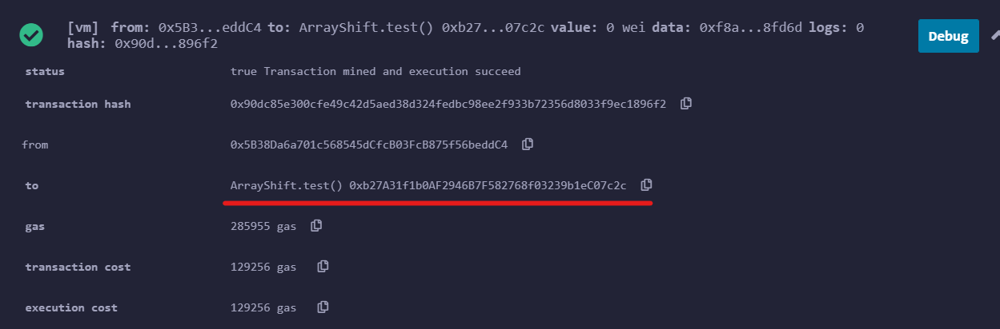 [vm] from: 0x5B3...eddC4 to: ArrayShift.test() 0xb27...07c2c value: 0 wei data: 0xf8a...8fd6d logs: 0
hash: 0x90d...896f2
Debug
status true Transaction mined and execution succeed
transaction hash 0x90dc85e300cfe49c42d5aed38d324fedbc98ee2f933b72356d8033f9ec1896f2
from 0x5B38Da6a701c568545dCfcB03FcB875f56beddC4
to ArrayShift.test() 0xb27A31f1b0AF2946B7F582768f03239b1eC07c2c
gas 285955 gas
transaction cost 129256 gas
execution cost 129256 gas